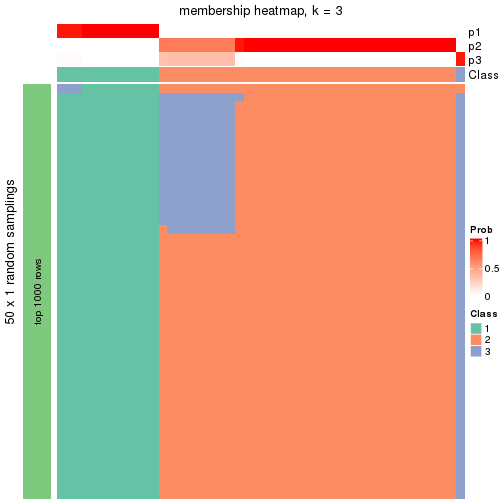 membership heatmap, k = 3
p1
p2
p3
Class
50 x 1 random samplings
top 1000 rows
Prob
1
0.5
0
Class
1
2
3